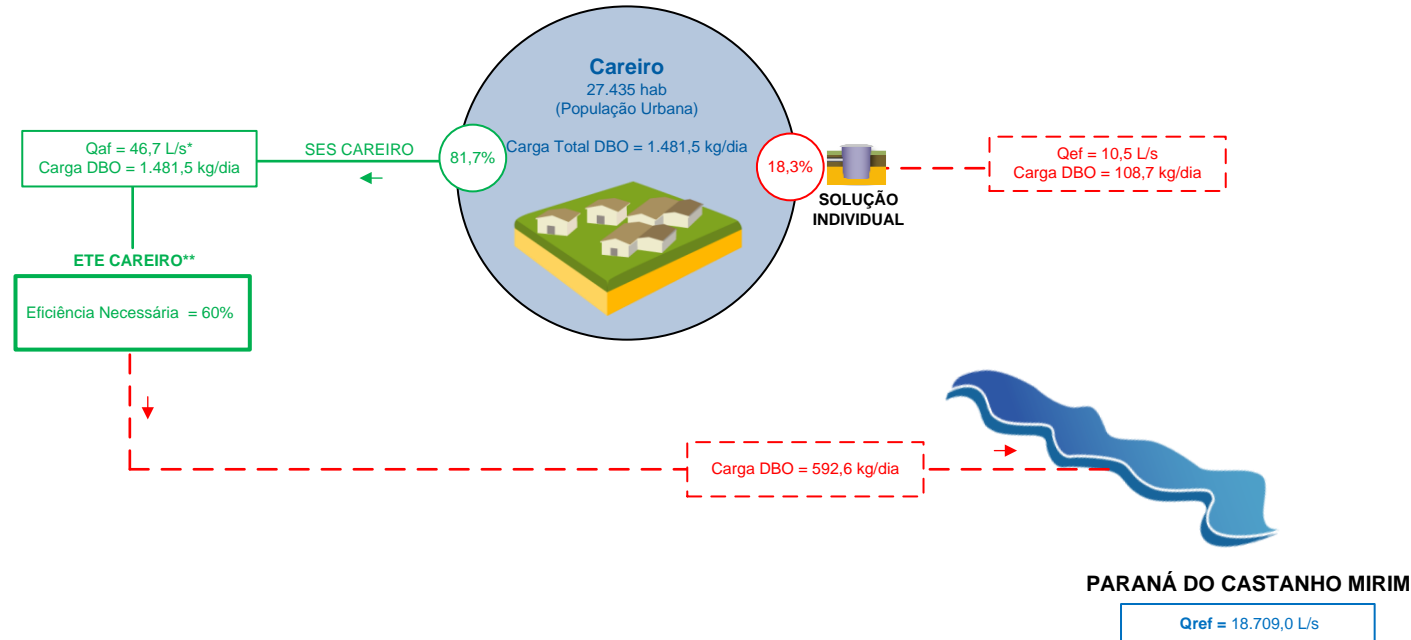 Careiro
27.435 hab
(População Urbana)
Carga Total DBO = 1.481,5 kg/dia
81,7%
18,3%
SES CAREIRO
Qaf = 46,7 L/s*
Carga DBO = 1.481,5 kg/dia
SOLUÇÃO
INDIVIDUAL
Qef = 10,5 L/s
Carga DBO = 108,7 kg/dia
ETE CAREIRO**
Eficiência Necessária = 60%
Carga DBO = 592,6 kg/dia
PARANÁ DO CASTANHO MIRIM
Qref = 18.709,0 L/s